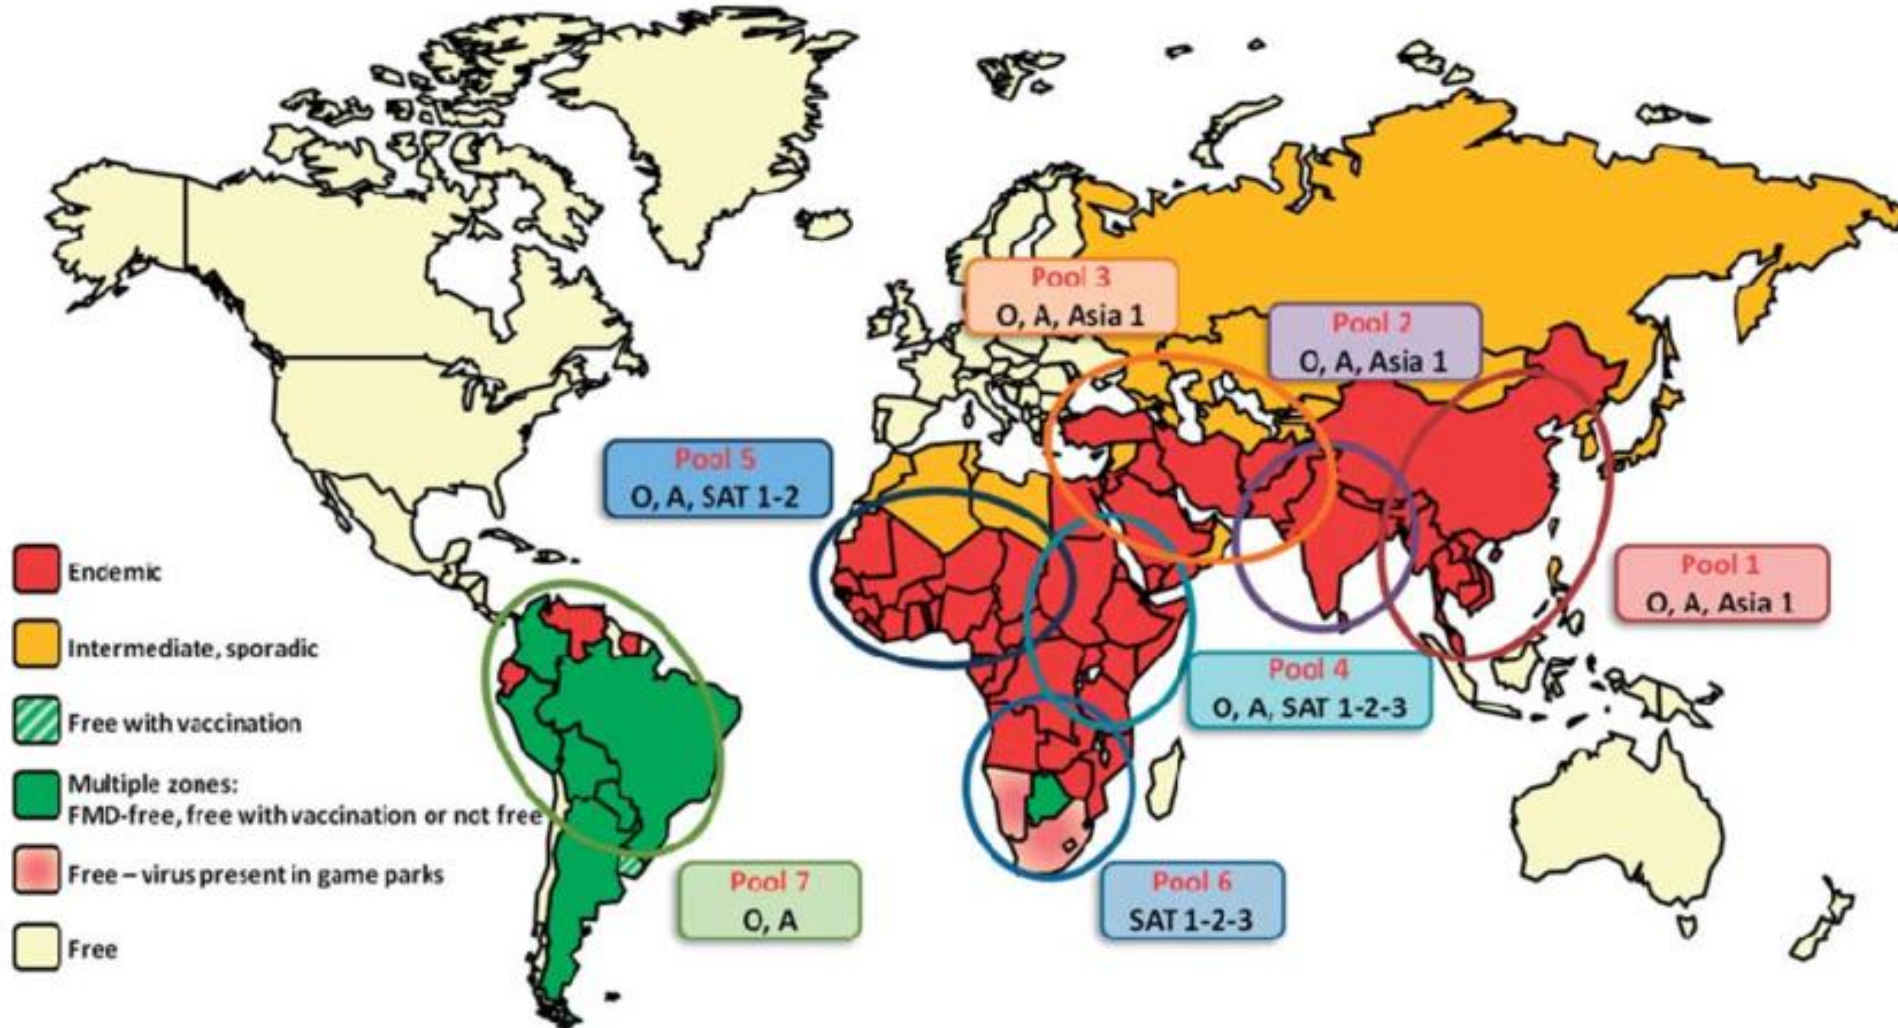 Pool 3
O, A, Asia 1
Pool 2
O, A, Asia 1
Pool 5
O, A, SAT 1-2
Pool 1
O, A, Asia 1
Pool 4
O, A, SAT 1-2-3
Pool 7
O, A
Pool 6
SAT 1-2-3
Endemic
Intermediate, sporadic
Free with vaccination
Multiple zones:
FMD-free, free with vaccination or not free
Free – virus present in game parks
Free